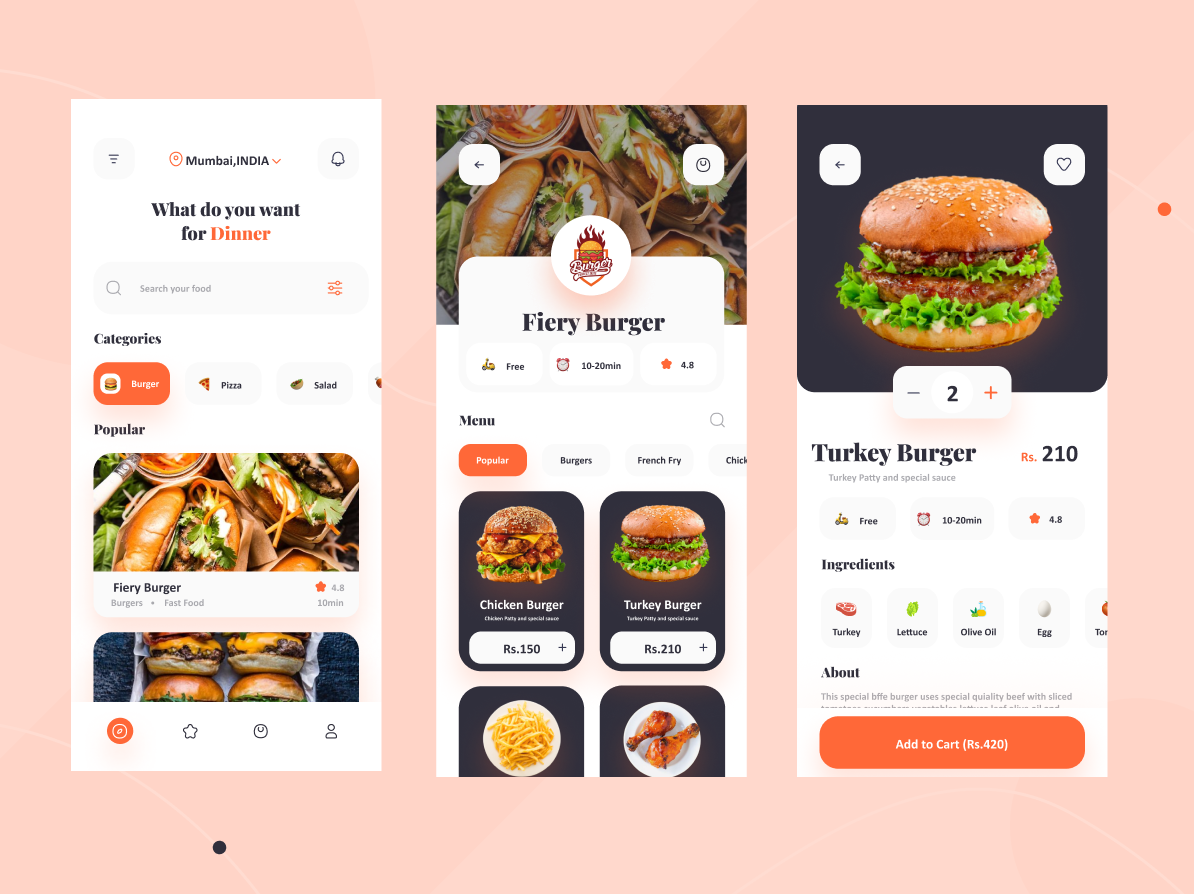 Mumbai,INDIA
What do you want
for Dinner
Search your food
Categories
Burger
Pizza
Salad
Popular
Fiery Burger
4.8
Burgers • Fast Food
10min
Burger
Fiery Burger
Free
10-20min
4.8
Menu
Popular
Burgers
French Fry
Chick
Chicken Burger
Chicken Patty and special sauce
Rs.150 +
Turkey Burger
Turkey Patty and special sauce
Rs.210 +
2
Turkey Burger
Rs. 210
Turkey Patty and special sauce
Free
10-20min
4.8
Ingredients
Turkey
Lettuce
Olive Oil
Egg
Tor
About
This special bffe burger uses special quiality beef with sliced
Add to Cart (Rs.420)